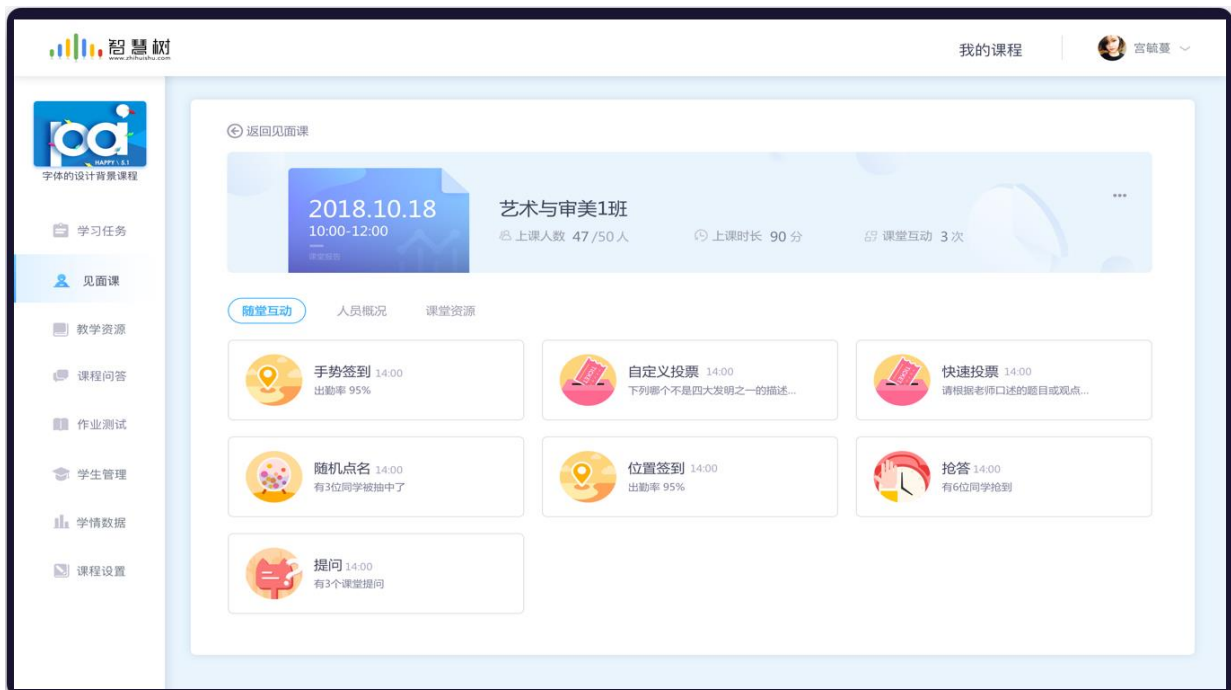 智慧树
www.zhihuishu.com
我的课程
宫毓蔓
HAPPY \ 5.1
字体的设计背景课程
学习任务
见面课
教学资源
课程问答
作业测试
学生管理
学情数据
课程设置
返回见面课
2018.10.18
10:00-12:00
课堂报告
艺术与审美1班
上课人数 47/50人
上课时长 90 分
课堂互动 3 次
随堂互动
人员概况
课堂资源
手势签到 14:00
出勤率 95%
自定义投票 14:00
下列哪个不是四大发明之一的描述...
快速投票 14:00
请根据老师口述的题目或观点...
随机点名 14:00
有3位同学被抽中了
位置签到 14:00
出勤率 95%
抢答 14:00
有6位同学抢到
提问 14:00
有3个课堂提问